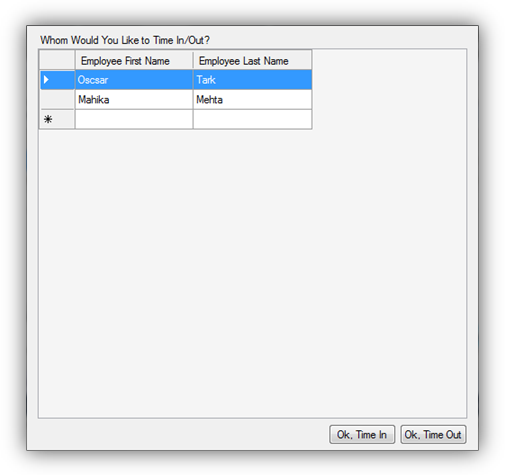 Whom Would You Like to Time In/Out?
Employee First Name Employee Last Name
Oscsar Tark
Mahika Mehta
Ok, Time In Ok, Time Out